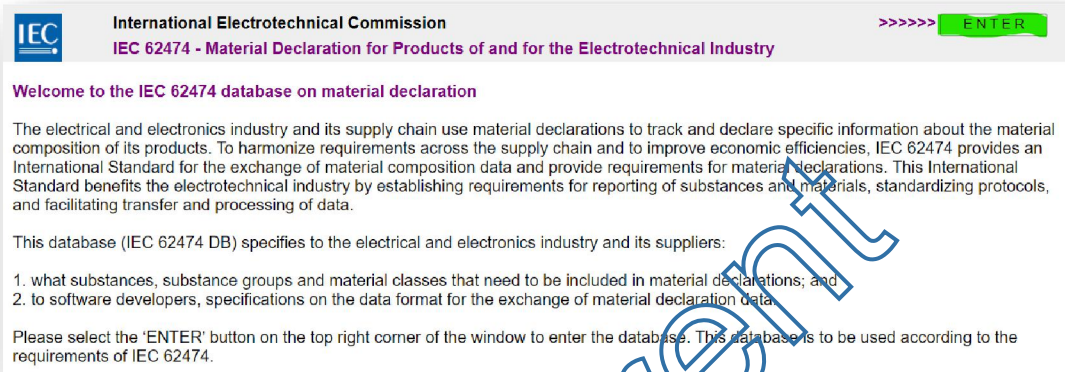 IEC
International Electrotechnical Commission
>>>>>> ENTER
IEC 62474 - Material Declaration for Products of and for the Electrotechnical Industry
Welcome to the IEC 62474 database on material declaration
The electrical and electronics industry and its supply chain use material declarations to track and declare specific information about the material
composition of its products. To harmonize requirements across the supply chain and to improve economic efficiencies, IEC 62474 provides an
International Standard for the exchange of material composition data and provide requirements for material declarations. This International
Standard benefits the electrotechnical industry by establishing requirements for reporting of substances and materials, standardizing protocols,
and facilitating transfer and processing of data.
This database (IEC 62474 DB) specifies to the electrical and electronics industry and its suppliers:
1. what substances, substance groups and material classes that need to be included in material declarations; and
2. to software developers, specifications on the data format for the exchange of material declaration data.
Please select the ‘ENTER’ button on the top right corner of the window to enter the database. This database is to be used according to the
requirements of IEC 62474.